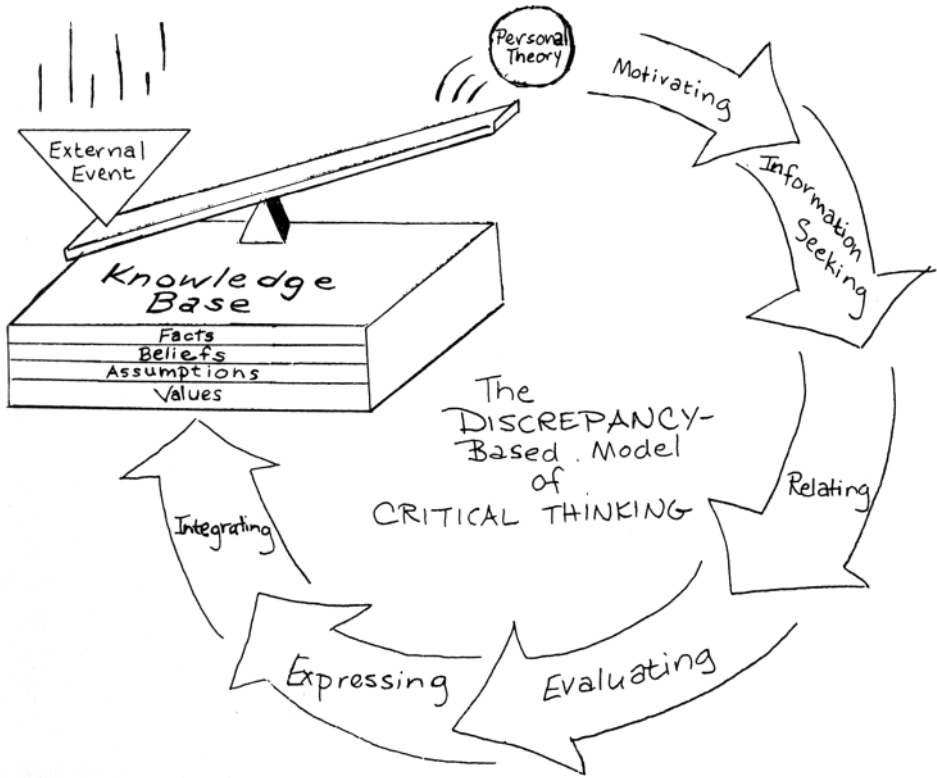 Personal
Theory
External
Event
Motivating
Information
Seeking
Knowledge
Base
Facts
Beliefs
Assumptions
Values
The
DISCREPANCY-
Based Model
of
CRITICAL THINKING
Relating
Evaluating
Expressing
Integrating